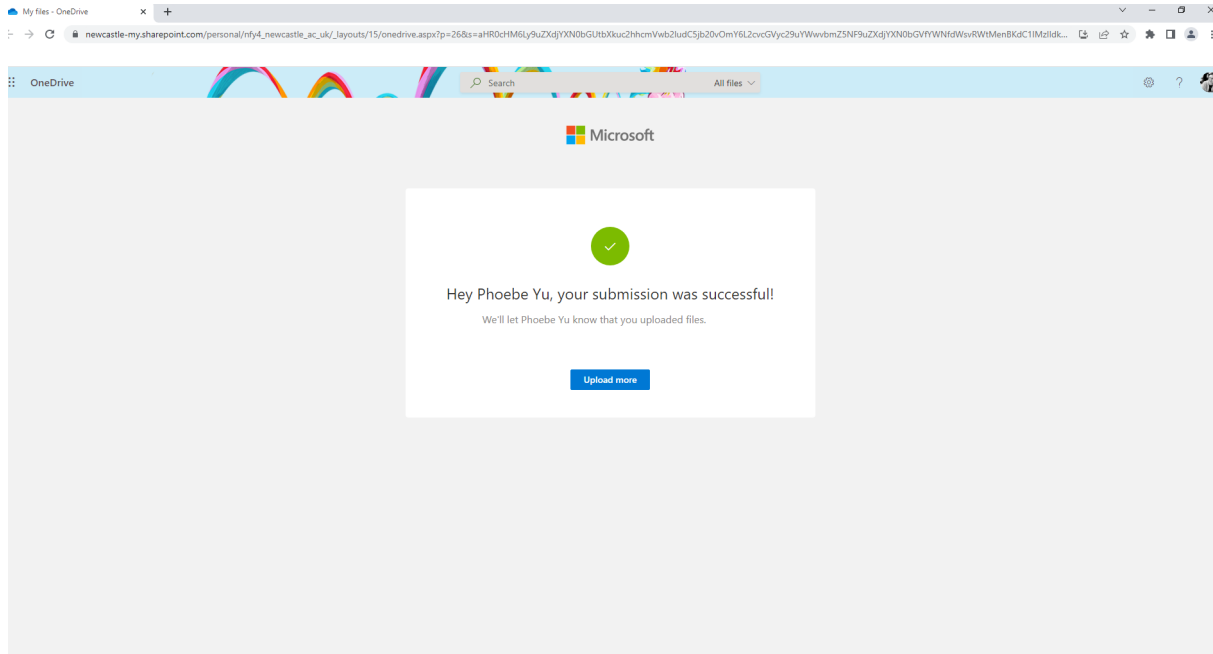 My files - OneDrive
newcastle-my.sharepoint.com/personal/nfy4_newcastle_ac_uk/_layouts/15/onedrive.aspx?p=26&s=aHR0cHM6Ly9uZXdjYXN0bGUtbXkuc2hhcmVwb2ludC5jb20vOmY6L2cvcGVyc29uYWwvbmZ5NF9uZXdjYXN0bGVfYWNfdWsvRWtMenBKdC1IMzlIdk...
OneDrive
Search
All files
Microsoft
Hey Phoebe Yu, your submission was successful!
We'll let Phoebe Yu know that you uploaded files.
Upload more